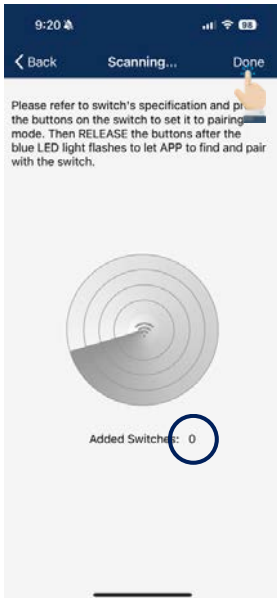 9:20
98
Back Scanning... Done
Please refer to switch's specification and
the buttons on the switch to set it to pairing
mode. Then RELEASE the buttons after the
blue LED light flashes to let APP to find and pair
with the switch.
Added Switches: 0